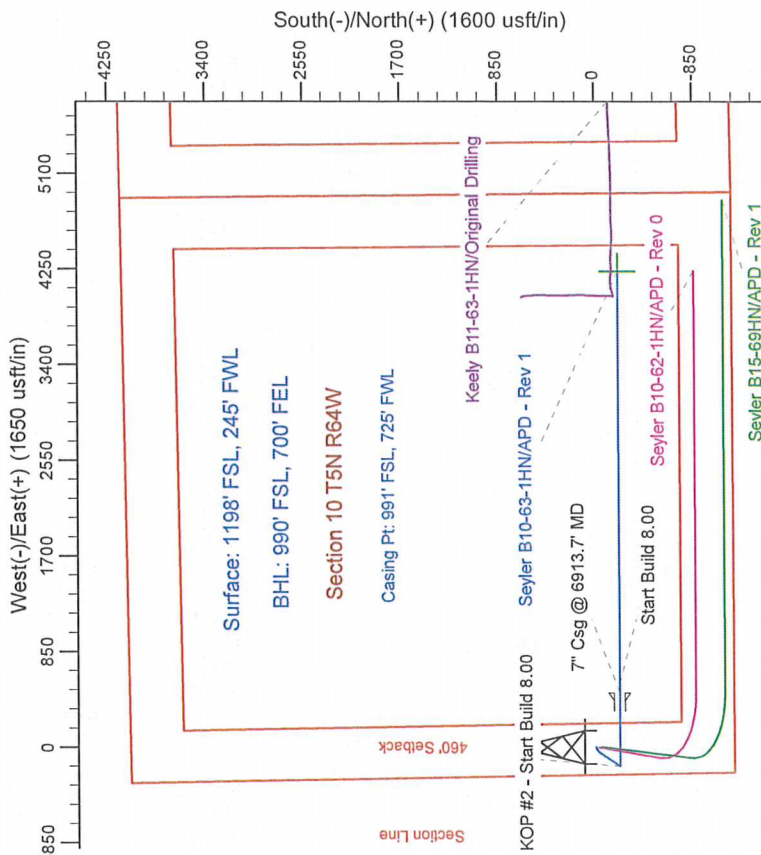 South(-)/North(+) (1600 usft/in)
4250
3400
2550
1700
850
0
-850
West(-)/East(+) (1650 usft/in)
5100
4250
3400
2550
1700
850
0
850
Surface: 1198' FSL, 245' FWL
BHL: 990' FSL, 700' FEL
Section 10 T5N R64W
Casing Pt: 991' FSL, 725' FWL
Keely B11-63-1HN/Original Drilling
Seyler B10-63-1HN/APD - Rev 1
Seyler B10-62-1HN/APD - Rev 0
Seyler B15-69HN/APD - Rev 1
7" Csg @ 6913.7' MD
Start Build 8.00
KOP #2 - Start Build 8.00
460' Setback
Section Line